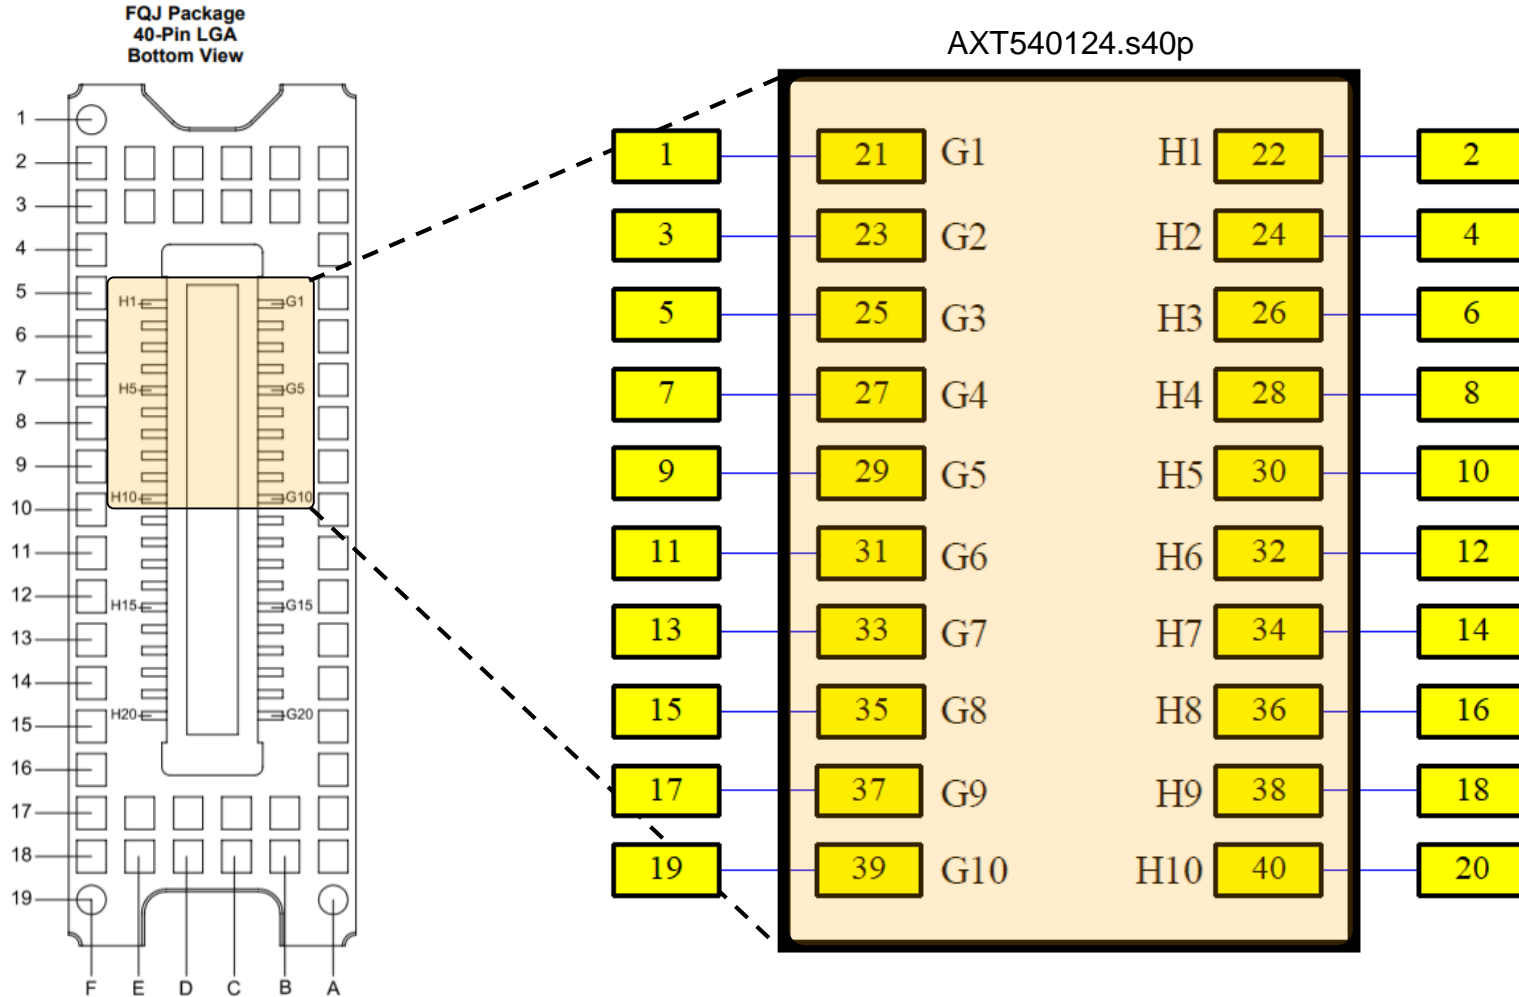 FQJ Package
40-Pin LGA
Bottom View
AXT540124.s40p
1
2
3
4
5
6
7
8
9
10
11
12
13
14
15
16
17
18
19
H1 G1
H5 G5
H10 G10
H15 G15
H20 G20
F E D C B A
1 21 G1 H1 22 2
3 23 G2 H2 24 4
5 25 G3 H3 26 6
7 27 G4 H4 28 8
9 29 G5 H5 30 10
11 31 G6 H6 32 12
13 33 G7 H7 34 14
15 35 G8 H8 36 16
17 37 G9 H9 38 18
19 39 G10 H10 40 20